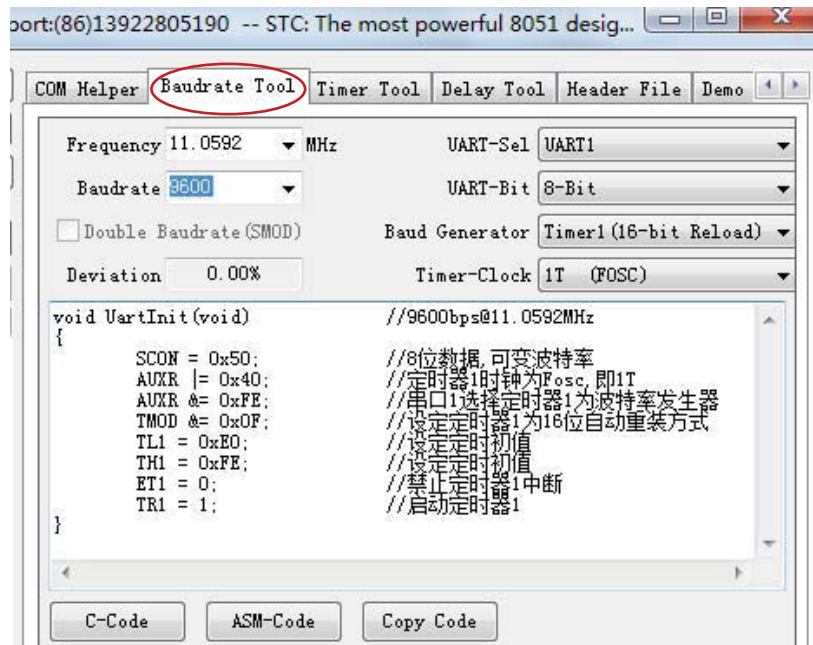 port:(86)13922805190 -- STC: The most powerful 8051 desig...
COM Helper Baudrate Tool Timer Tool Delay Tool Header File Demo
Frequency 11.0592 MHz UART-Sel UART1
Baudrate 9600 UART-Bit 8-Bit
Double Baudrate(SMOD) Baud Generator Timer1(16-bit Reload)
Deviation 0.00% Timer-Clock 1T (FOSC)
void UartInit(void) //9600bps@11.0592MHz
{
SCON = 0x50; //8位数据,可变波特率
AUXR |= 0x40; //定时器1时钟为Fosc,即1T
AUXR &= 0xFE; //串口1选择定时器1为波特率发生器
TMOD &= 0x0F; //设定定时器1为16位自动重装方式
TL1 = 0xE0; //设定定时初值
TH1 = 0xFE; //设定定时初值
ET1 = 0; //禁止定时器1中断
TR1 = 1; //启动定时器1
}
C-Code ASM-Code Copy Code